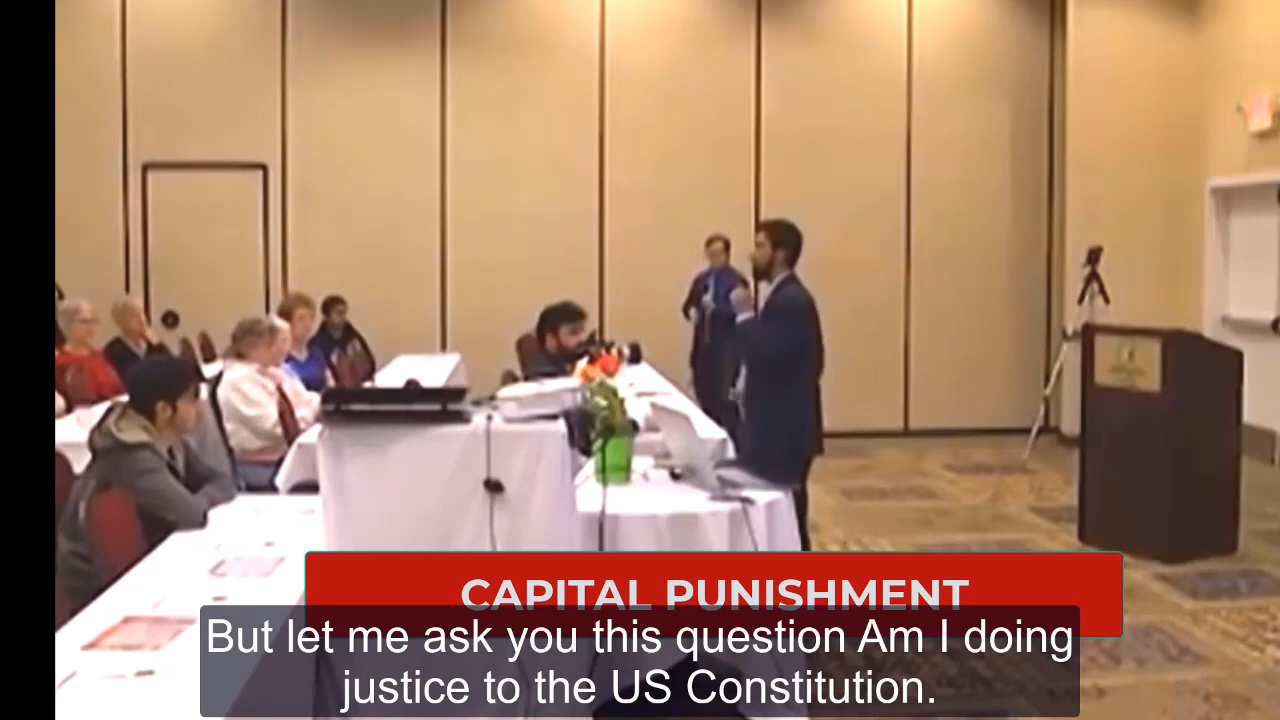 CAPITAL PUNISHMENT
But let me ask you this question Am I doing
justice to the US Constitution.